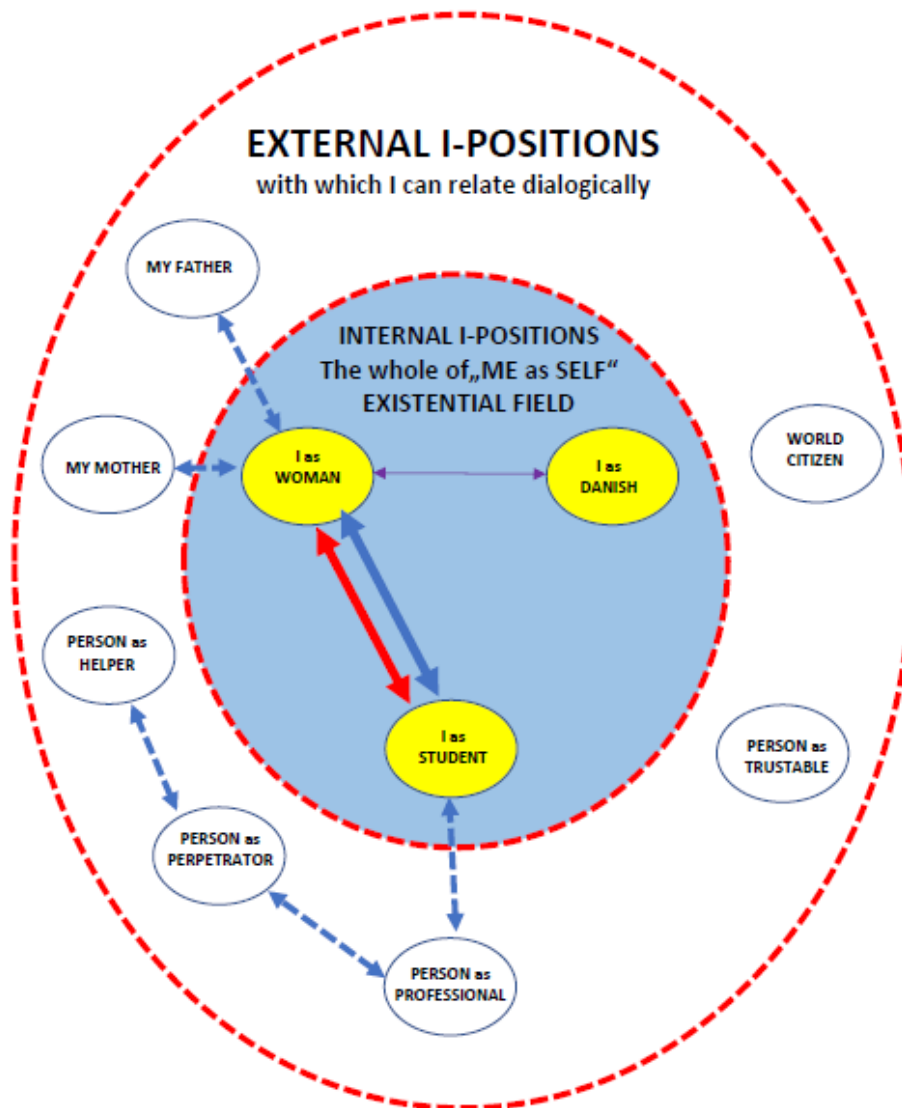 EXTERNAL I-POSITIONS
with which I can relate dialogically
MY FATHER
INTERNAL I-POSITIONS
The whole of„ME as SELF“
EXISTENTIAL FIELD
MY MOTHER
I as
WOMAN
I as
DANISH
WORLD
CITIZEN
PERSON as
HELPER
I as
STUDENT
PERSON as
TRUSTABLE
PERSON as
PERPETRATOR
PERSON as
PROFESSIONAL